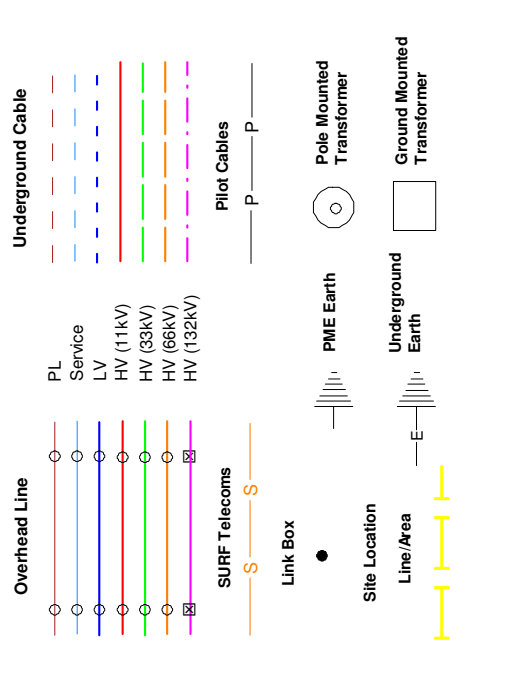 Overhead Line
Underground Cable
PL
Service
LV
HV (11kV)
HV (33kV)
HV (66kV)
HV (132kV)
SURF Telecoms
Pilot Cables
S S
P P
Link Box
PME Earth
Pole Mounted
Transformer
Site Location
Line/Area
Underground
Earth
E
Ground Mounted
Transformer